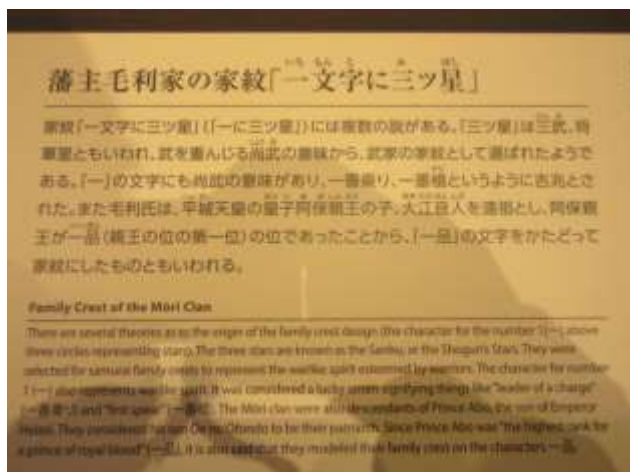 藩主毛利家の家紋「一文字に三ツ星」
家紋「一文字に三ツ星」(「一に三ツ星」)には複数の説がある。「三ツ星」は三武、将
軍星ともいわれ、武を重んじる尚武の意味から、武家の家紋として選ばれたようで
ある。「一」の文字にも尚武の意味があり、一番乗り、一番槍というように吉兆とさ
れた。また毛利氏は、平城天皇の皇子阿保親王の子、大江音人を遠祖とし、阿保親
王が一品(親王の位の第一位)の位であったことから、「一品」の文字をかたどって
家紋にしたものともいわれる。
Family Crest of the Mōri Clan
There are several theories as to the origin of the family crest design (the character for the number 1 (一) above
three circles representing stars). The three stars are known as the Sanbu, or the Shogun's Stars. They were
selected for samurai family crests to represent the warlike spirit esteemed by warriors. The character for number
1 (一) also represents warlike spirit. It was considered a lucky omen signifying things like "leader of a charge"
and "first spear" The Mōri clan were also descendants of Prince Abo, the son of Emperor
They considered his son Ōe no Otondo to be their patriarch. Since Prince Abo was "the highest rank for
a prince of royal blood" (一品), it is also said that they modeled their family crest on the characters 一品.